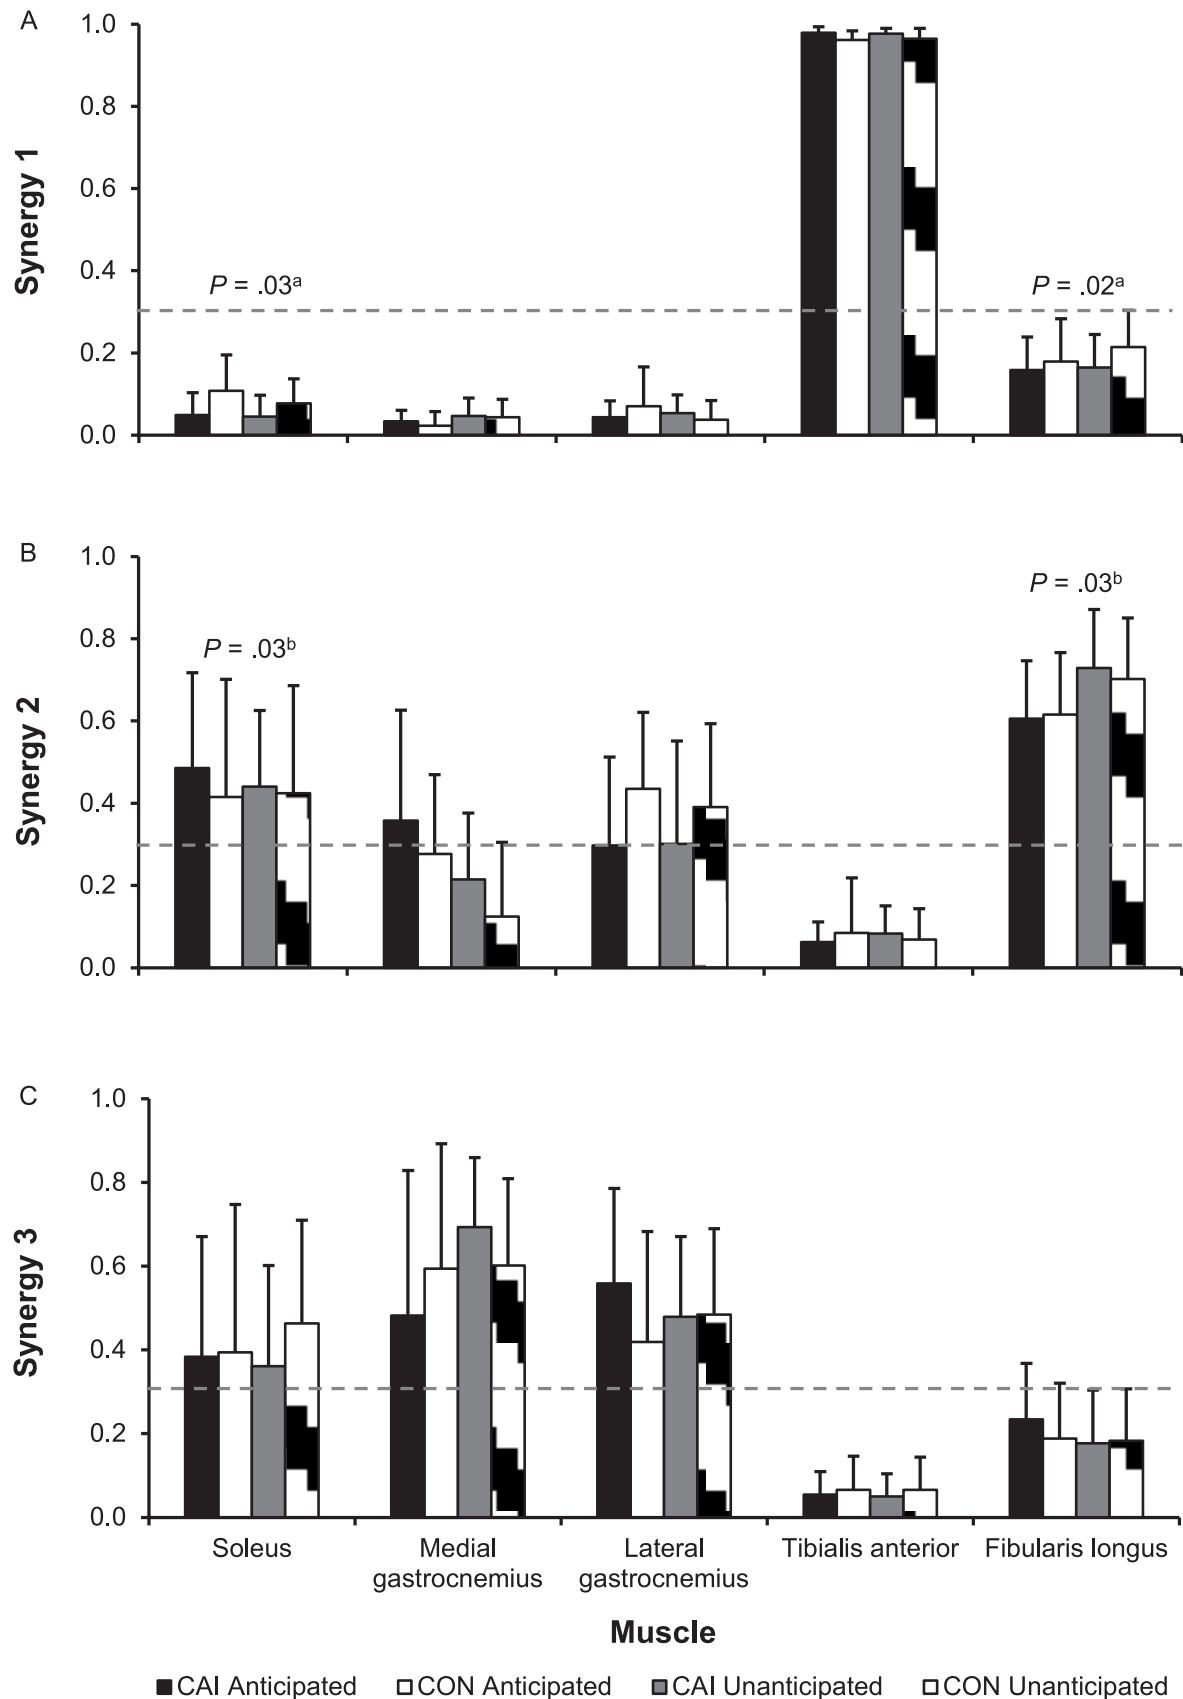 A
Synergy 1
1.0
0.8
0.6
0.4
0.2
0.0
P = .03ᵃ
P = .02ᵃ
B
Synergy 2
1.0
0.8
0.6
0.4
0.2
0.0
P = .03ᵇ
P = .03ᵇ
C
Synergy 3
1.0
0.8
0.6
0.4
0.2
0.0
Soleus
Medial
gastrocnemius
Lateral
gastrocnemius
Tibialis anterior
Fibularis longus
Muscle
CAI Anticipated CON Anticipated CAI Unanticipated CON Unanticipated